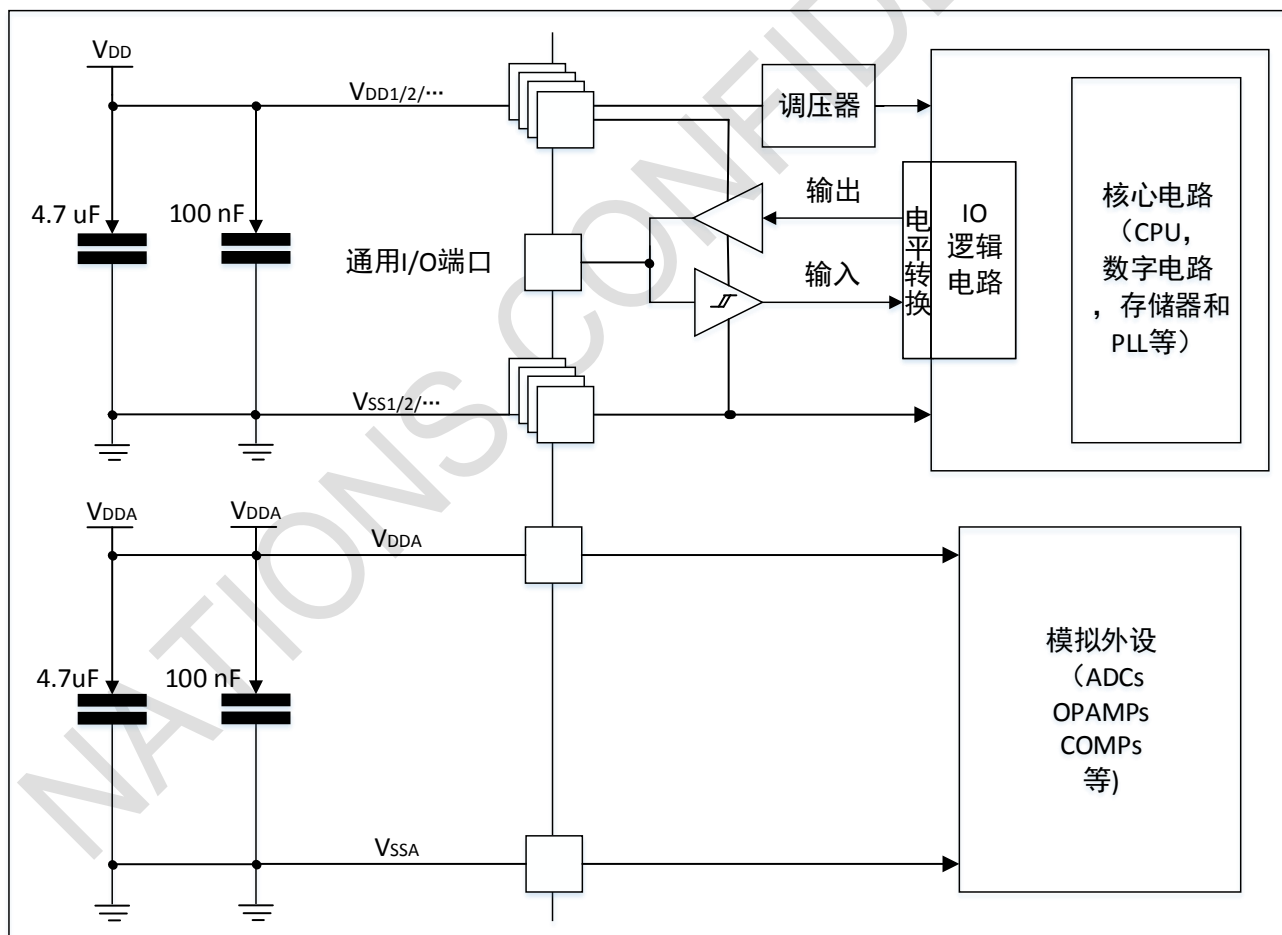 VDD
VDD1/2/⋯
调压器
4.7 uF
100 nF
通用I/O端口
输出
输入
电平转换
IO
逻辑
电路
核心电路
（CPU，
数字电路
，存储器和
PLL等）
VSS1/2/⋯
VDDA
VDDA
VDDA
4.7uF
100 nF
模拟外设
（ADCs
OPAMPs
COMPs
等)
VSSA